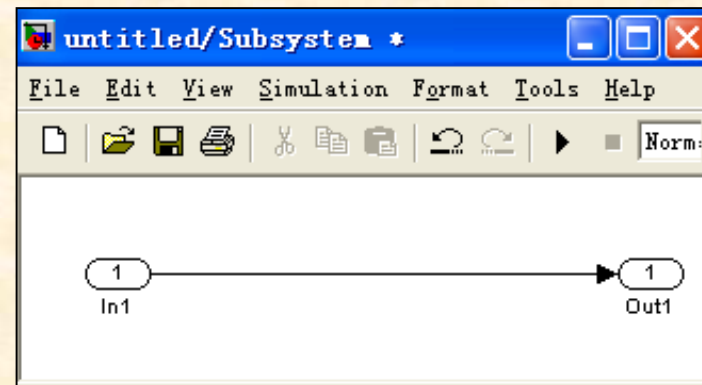 untitled/Subsystem *
File Edit View Simulation Format Tools Help
1 1
In1 Out1